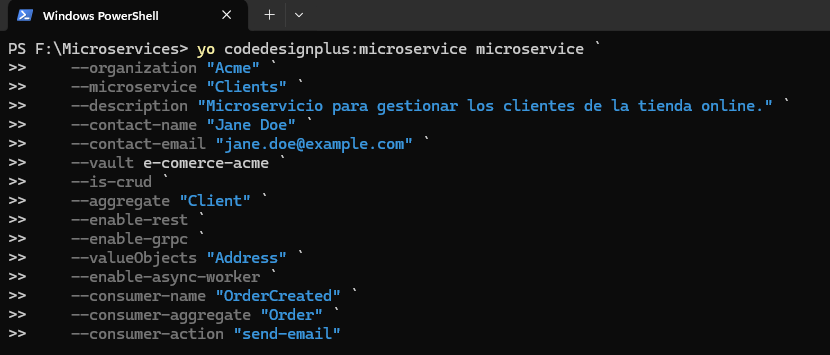 Windows PowerShell
PS F:\Microservices> yo codedesignplus:microservice microservice `
>>     --organization "Acme" `
>>     --microservice "Clients" `
>>     --description "Microservicio para gestionar los clientes de la tienda online." `
>>     --contact-name "Jane Doe" `
>>     --contact-email "jane.doe@example.com" `
>>     --vault e-comerce-acme `
>>     --is-crud `
>>     --aggregate "Client" `
>>     --enable-rest `
>>     --enable-grpc `
>>     --valueObjects "Address" `
>>     --enable-async-worker `
>>     --consumer-name "OrderCreated" `
>>     --consumer-aggregate "Order" `
>>     --consumer-action "send-email"